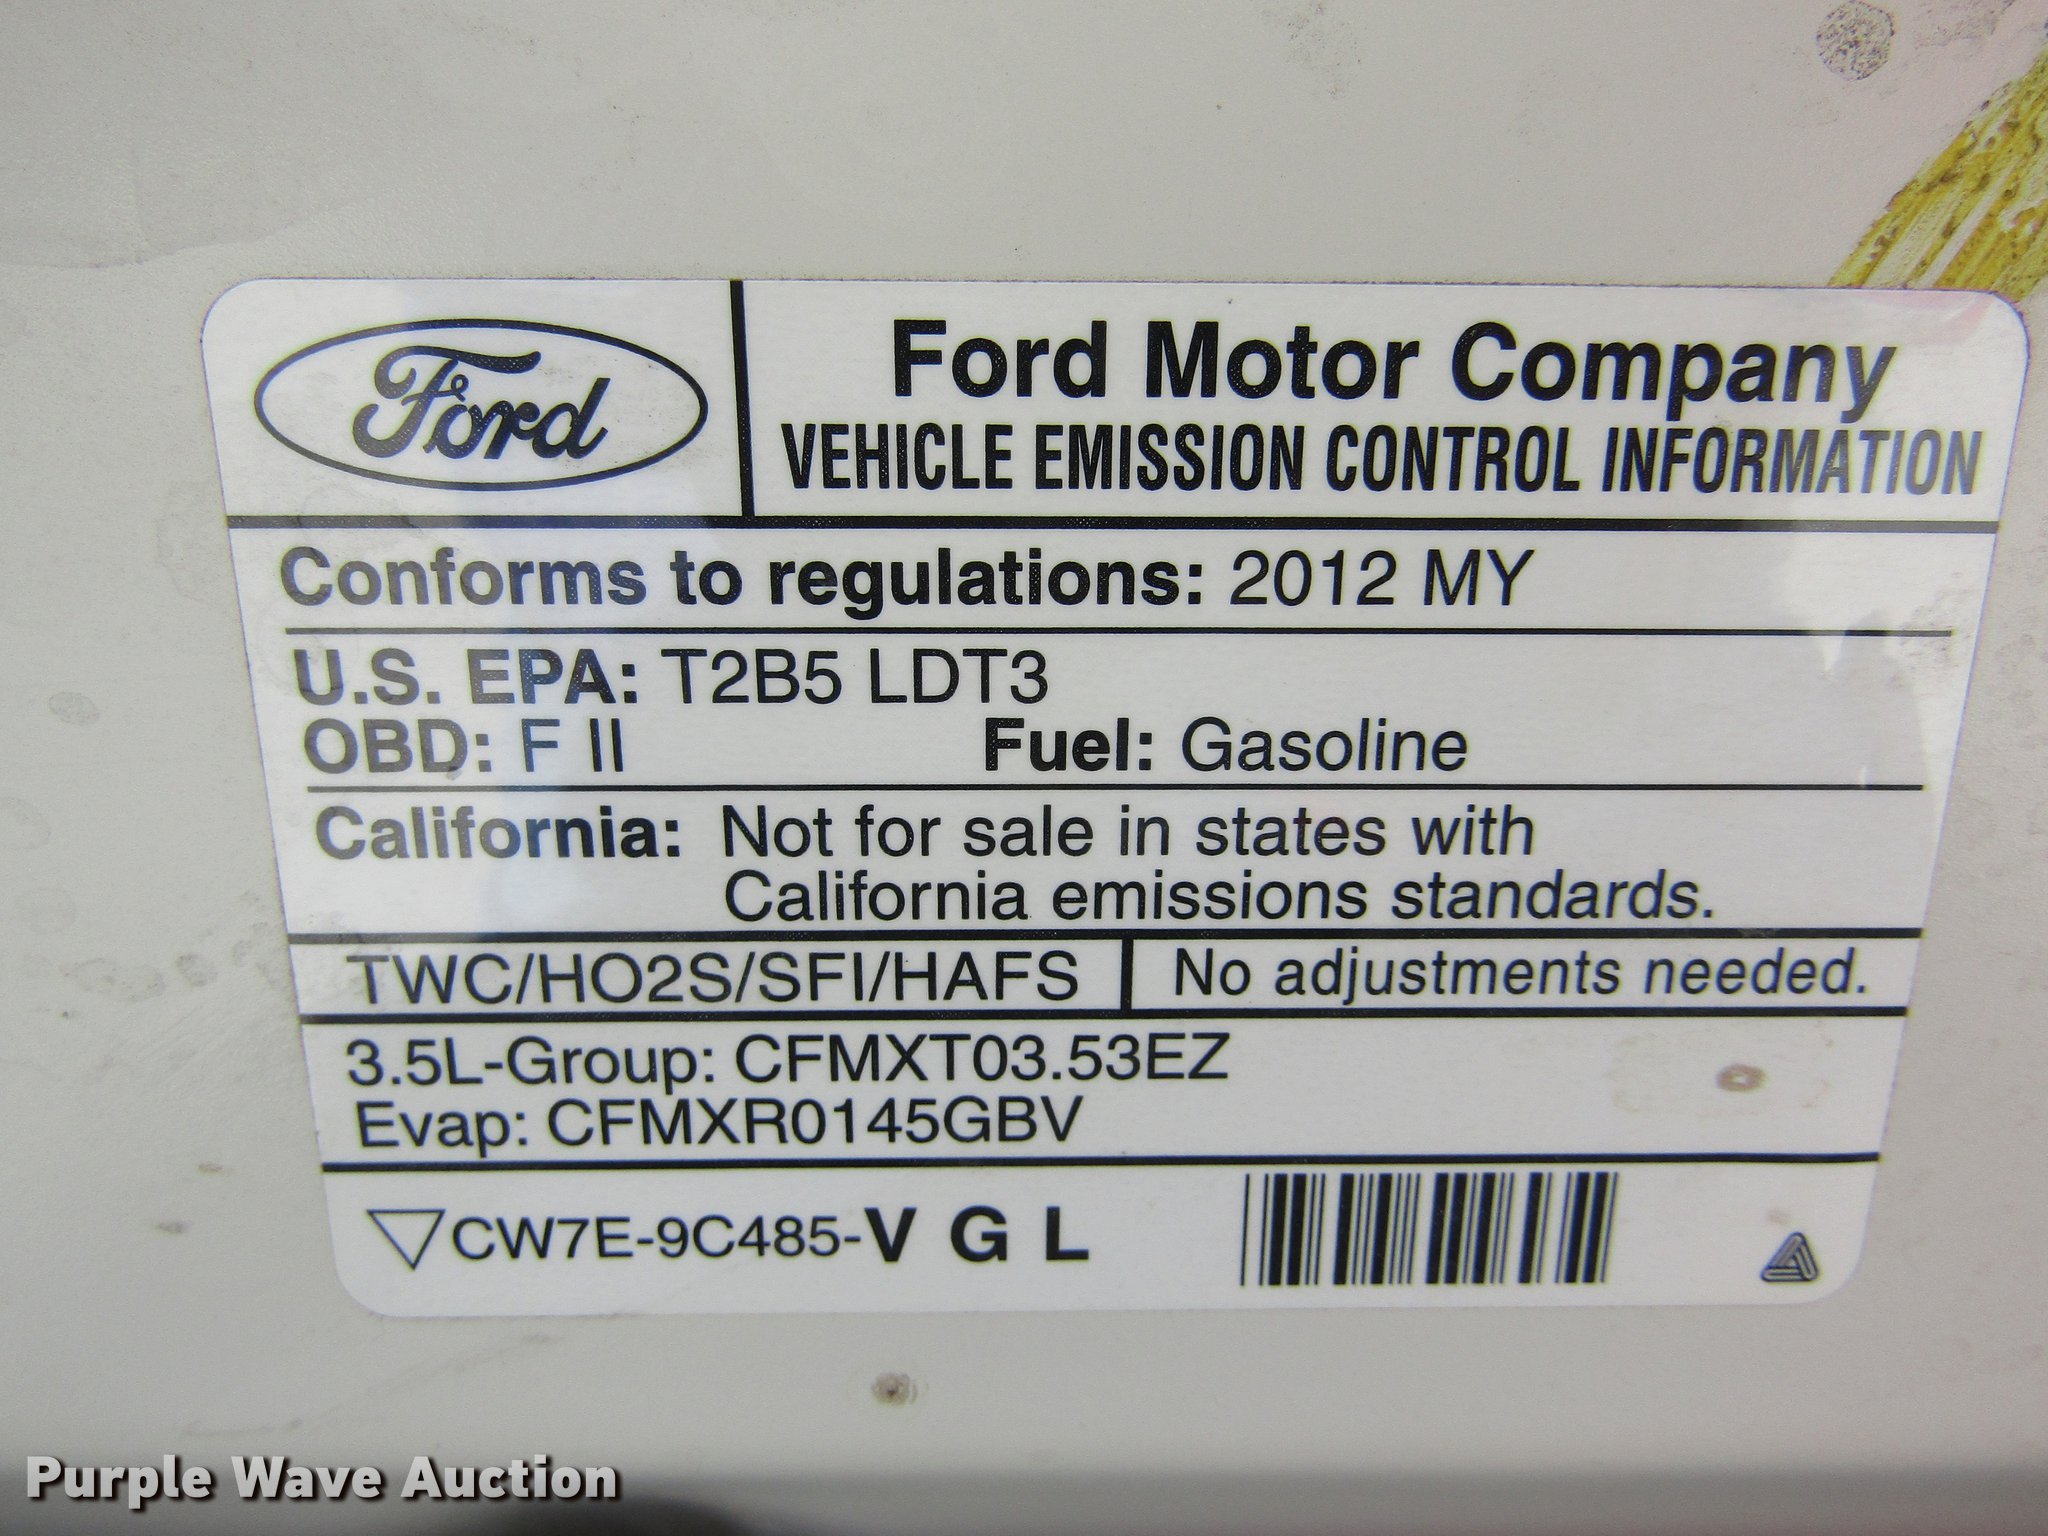 Ford
Ford Motor Company
VEHICLE EMISSION CONTROL INFORMATION
Conforms to regulations: 2012 MY
U.S. EPA: T2B5 LDT3
OBD: F II Fuel: Gasoline
California: Not for sale in states with
California emissions standards.
TWC/HO2S/SFI/HAFS No adjustments needed.
3.5L-Group: CFMXT03.53EZ
Evap: CFMXR0145GBV
CW7E-9C485-V G L
Purple Wave Auction